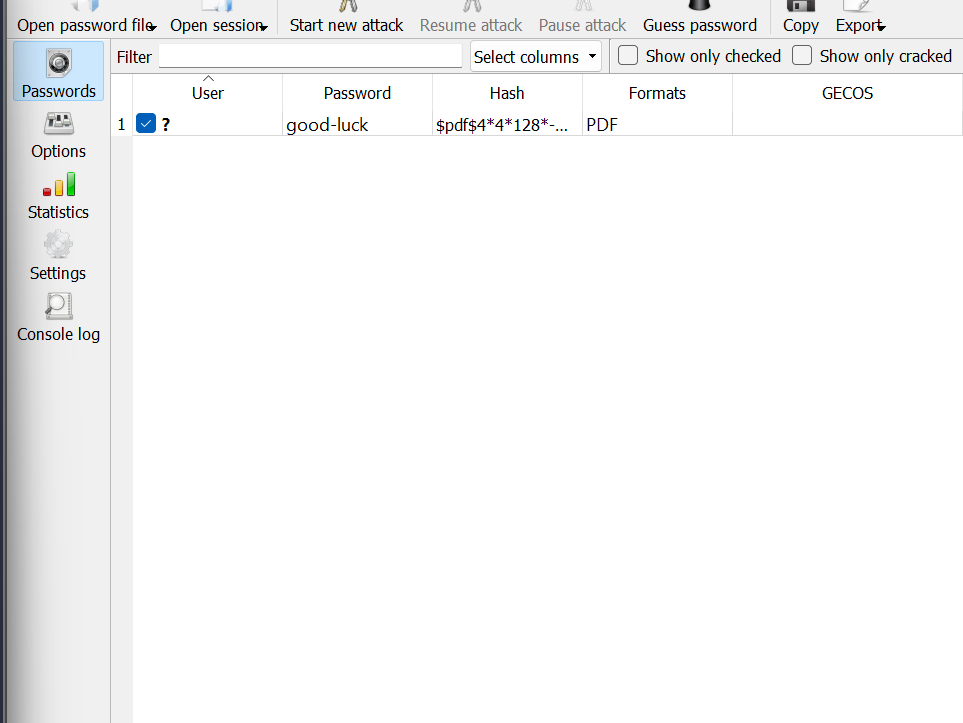 Open password file Open session Start new attack Resume attack Pause attack Guess password Copy Export
Passwords
Options
Statistics
Settings
Console log
Filter Select columns Show only checked Show only cracked
User Password Hash Formats GECOS
1 ? good-luck $pdf$4*4*128*-... PDF